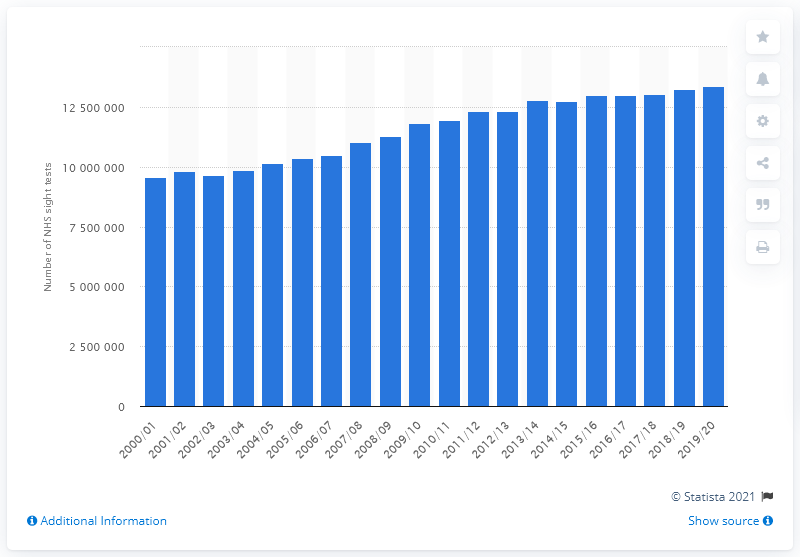 Number of NHS sight tests
12 500 000
10 000 000
7 500 000
5 000 000
2 500 000
0
2000/01
2001/02
2002/03
2003/04
2004/05
2005/06
2006/07
2007/08
2008/09
2009/10
2010/11
2011/12
2012/13
2013/14
2014/15
2015/16
2016/17
2017/18
2018/19
2019/20
© Statista 2021
Additional Information
Show source